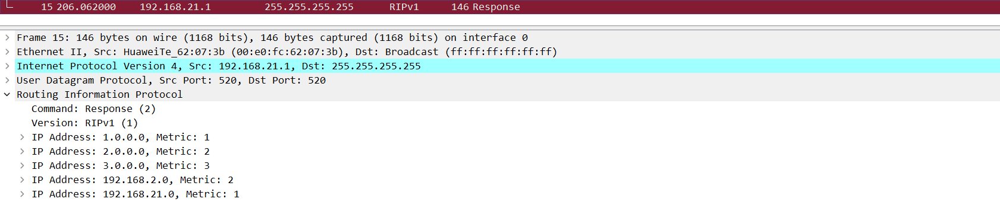 15 206.062000 192.168.21.1 255.255.255.255 RIPv1 146 Response
Frame 15: 146 bytes on wire (1168 bits), 146 bytes captured (1168 bits) on interface 0
Ethernet II, Src: HuaweiTe_62:07:3b (00:e0:fc:62:07:3b), Dst: Broadcast (ff:ff:ff:ff:ff:ff)
Internet Protocol Version 4, Src: 192.168.21.1, Dst: 255.255.255.255
User Datagram Protocol, Src Port: 520, Dst Port: 520
Routing Information Protocol
Command: Response (2)
Version: RIPv1 (1)
IP Address: 1.0.0.0, Metric: 1
IP Address: 2.0.0.0, Metric: 2
IP Address: 3.0.0.0, Metric: 3
IP Address: 192.168.2.0, Metric: 2
IP Address: 192.168.21.0, Metric: 1